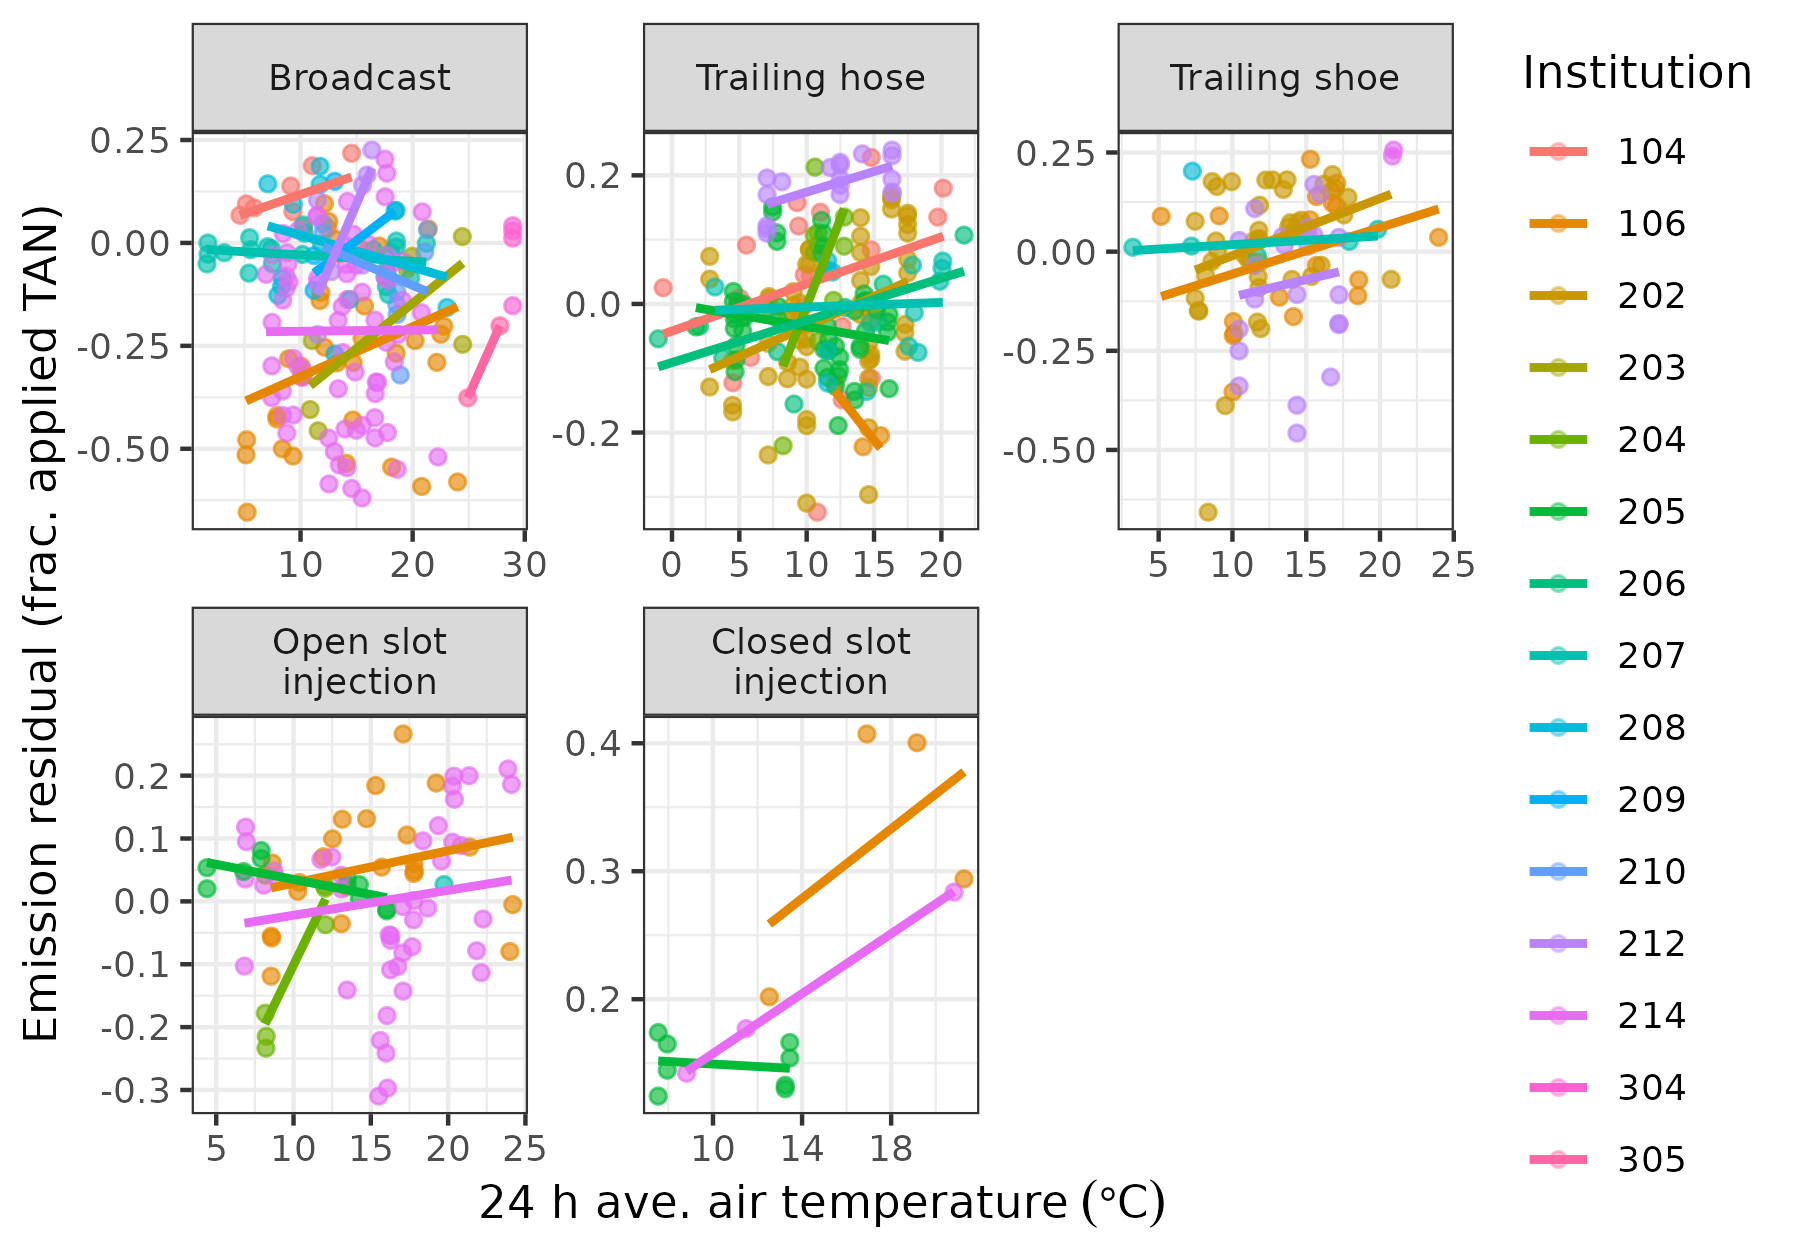 Broadcast
Trailing hose
Trailing shoe
Institution
104
106
202
203
204
205
206
207
208
209
210
212
214
304
305
0.25
0.00
-0.25
-0.50
10 20 30
0.2
0.0
-0.2
0 5 10 15 20
0.25
0.00
-0.25
-0.50
5 10 15 20 25
Open slot
injection
Closed slot
injection
0.2
0.1
0.0
-0.1
-0.2
-0.3
5 10 15 20 25
0.4
0.3
0.2
10 14 18
24 h ave. air temperature (°C)
Emission residual (frac. applied TAN)